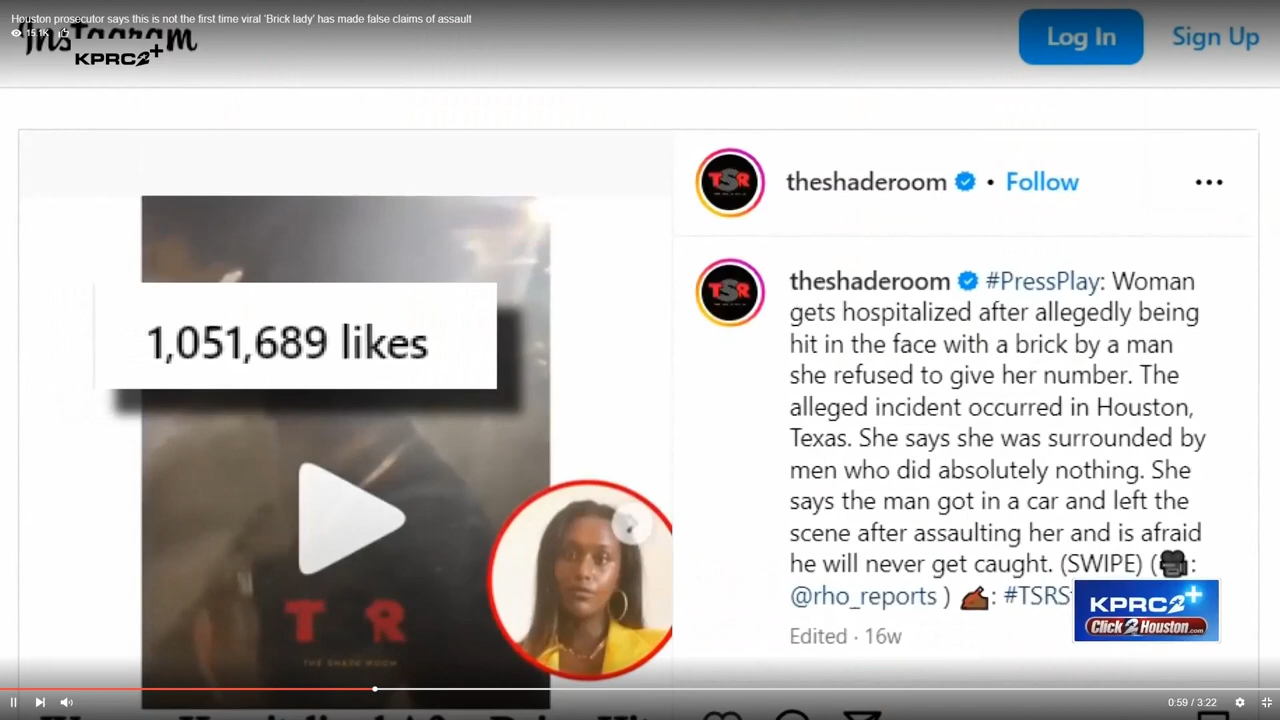 Houston prosecutor says this is not the first time viral 'Brick lady' has made false claims of assault
15.1K
Instagram
KPRC2+
Log In
Sign Up
TSR
theshaderoom • Follow
TSR
theshaderoom #PressPlay: Woman
gets hospitalized after allegedly being
hit in the face with a brick by a man
she refused to give her number. The
alleged incident occurred in Houston,
Texas. She says she was surrounded by
men who did absolutely nothing. She
says the man got in a car and left the
scene after assaulting her and is afraid
he will never get caught. (SWIPE) (🎥:
@rho_reports ) ✍🏾: #TSRS
Edited · 16w
1,051,689 likes
T R
THE SHADE ROOM
KPRC2+
Click2Houston.com
0:59 / 3:22